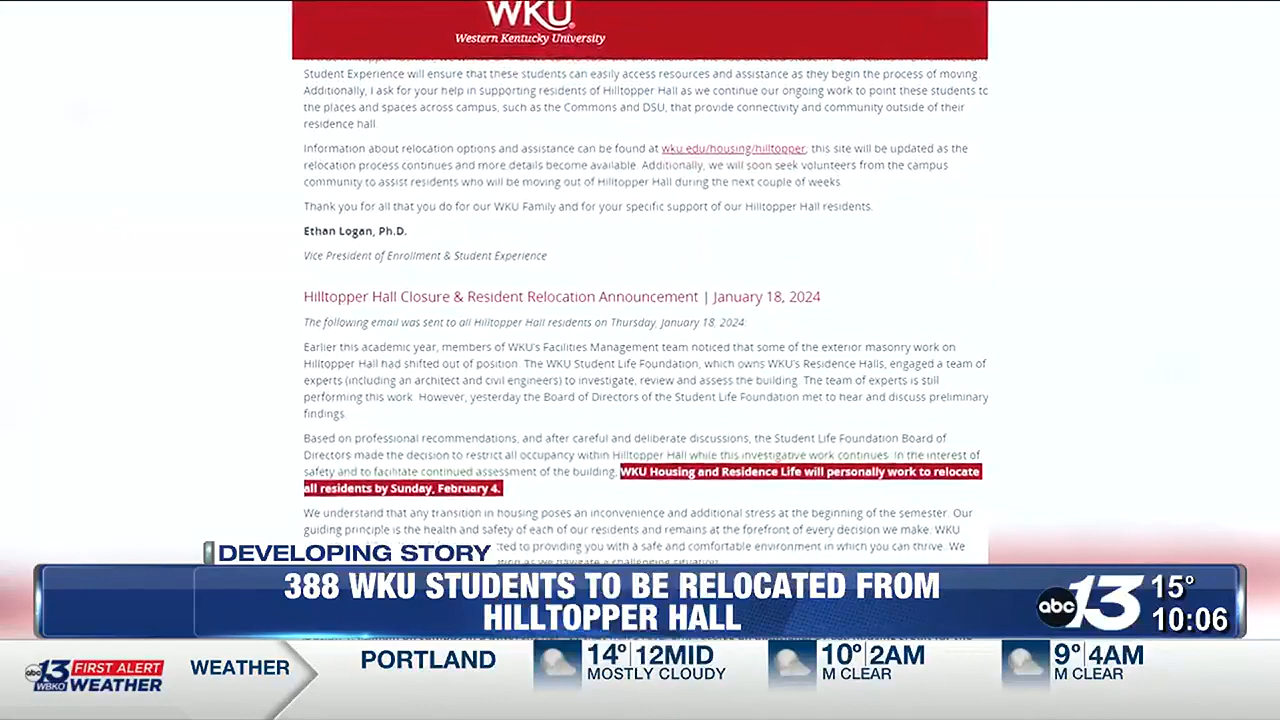 WKU
Western Kentucky University
Student Experience will ensure that these students can easily access resources and assistance as they begin the process of moving.
Additionally, I ask for your help in supporting residents of Hilltopper Hall as we continue our ongoing work to point these students to
the places and spaces across campus, such as the Commons and DSU, that provide connectivity and community outside of their
residence hall.
Information about relocation options and assistance can be found at wku.edu/housing/hilltopper; this site will be updated as the
relocation process continues and more details become available. Additionally, we will soon seek volunteers from the campus
community to assist residents who will be moving out of Hilltopper Hall during the next couple of weeks.
Thank you for all that you do for our WKU Family and for your specific support of our Hilltopper Hall residents.
Ethan Logan, Ph.D.
Vice President of Enrollment & Student Experience
Hilltopper Hall Closure & Resident Relocation Announcement | January 18, 2024
The following email was sent to all Hilltopper Hall residents on Thursday, January 18, 2024.
Earlier this academic year, members of WKU's Facilities Management team noticed that some of the exterior masonry work on
Hilltopper Hall had shifted out of position. The WKU Student Life Foundation, which owns WKU's Residence Halls, engaged a team of
experts (including an architect and civil engineers) to investigate, review and assess the building. The team of experts is still
performing this work. However, yesterday the Board of Directors of the Student Life Foundation met to hear and discuss preliminary
findings.
Based on professional recommendations, and after careful and deliberate discussions, the Student Life Foundation Board of
Directors made the decision to restrict all occupancy within Hilltopper Hall while this investigative work continues. In the interest of
safety and to facilitate continued assessment of the building, WKU Housing and Residence Life will personally work to relocate
all residents by Sunday, February 4.
We understand that any transition in housing poses an inconvenience and additional stress at the beginning of the semester. Our
guiding principle is the health and safety of each of our residents and remains at the forefront of every decision we make. WKU
to providing you with a safe and comfortable environment in which you can thrive. We
as we navigate a challenging situation.
DEVELOPING STORY
388 WKU STUDENTS TO BE RELOCATED FROM
HILLTOPPER HALL
abc 13
15°
10:06
abc 13 WBKO FIRST ALERT WEATHER
WEATHER
PORTLAND
14° 12MID
MOSTLY CLOUDY
10° 2AM
M CLEAR
9° 4AM
M CLEAR